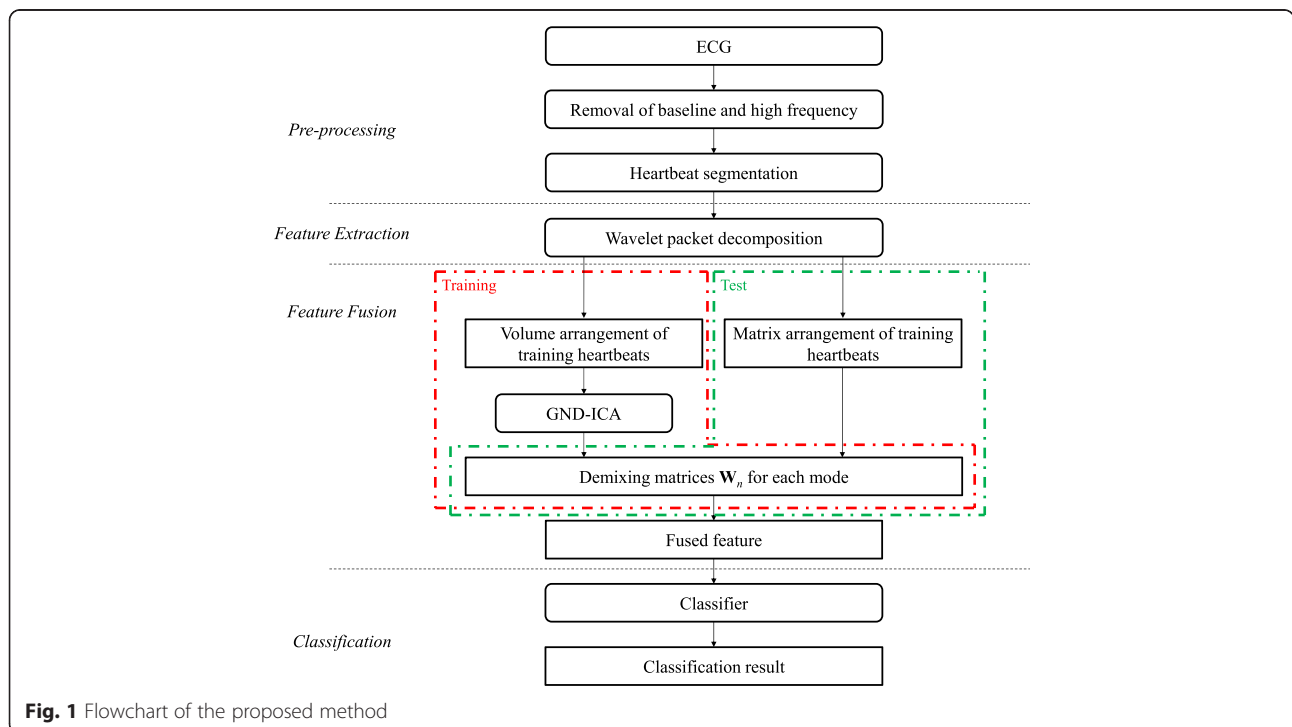 ECG
Removal of baseline and high frequency
Pre-processing
Heartbeat segmentation
Feature Extraction
Wavelet packet decomposition
Training
Test
Feature Fusion
Volume arrangement of
training heartbeats
Matrix arrangement of training
heartbeats
GND-ICA
Demixing matrices Wn for each mode
Fused feature
Classifier
Classification
Classification result
Fig. 1 Flowchart of the proposed method